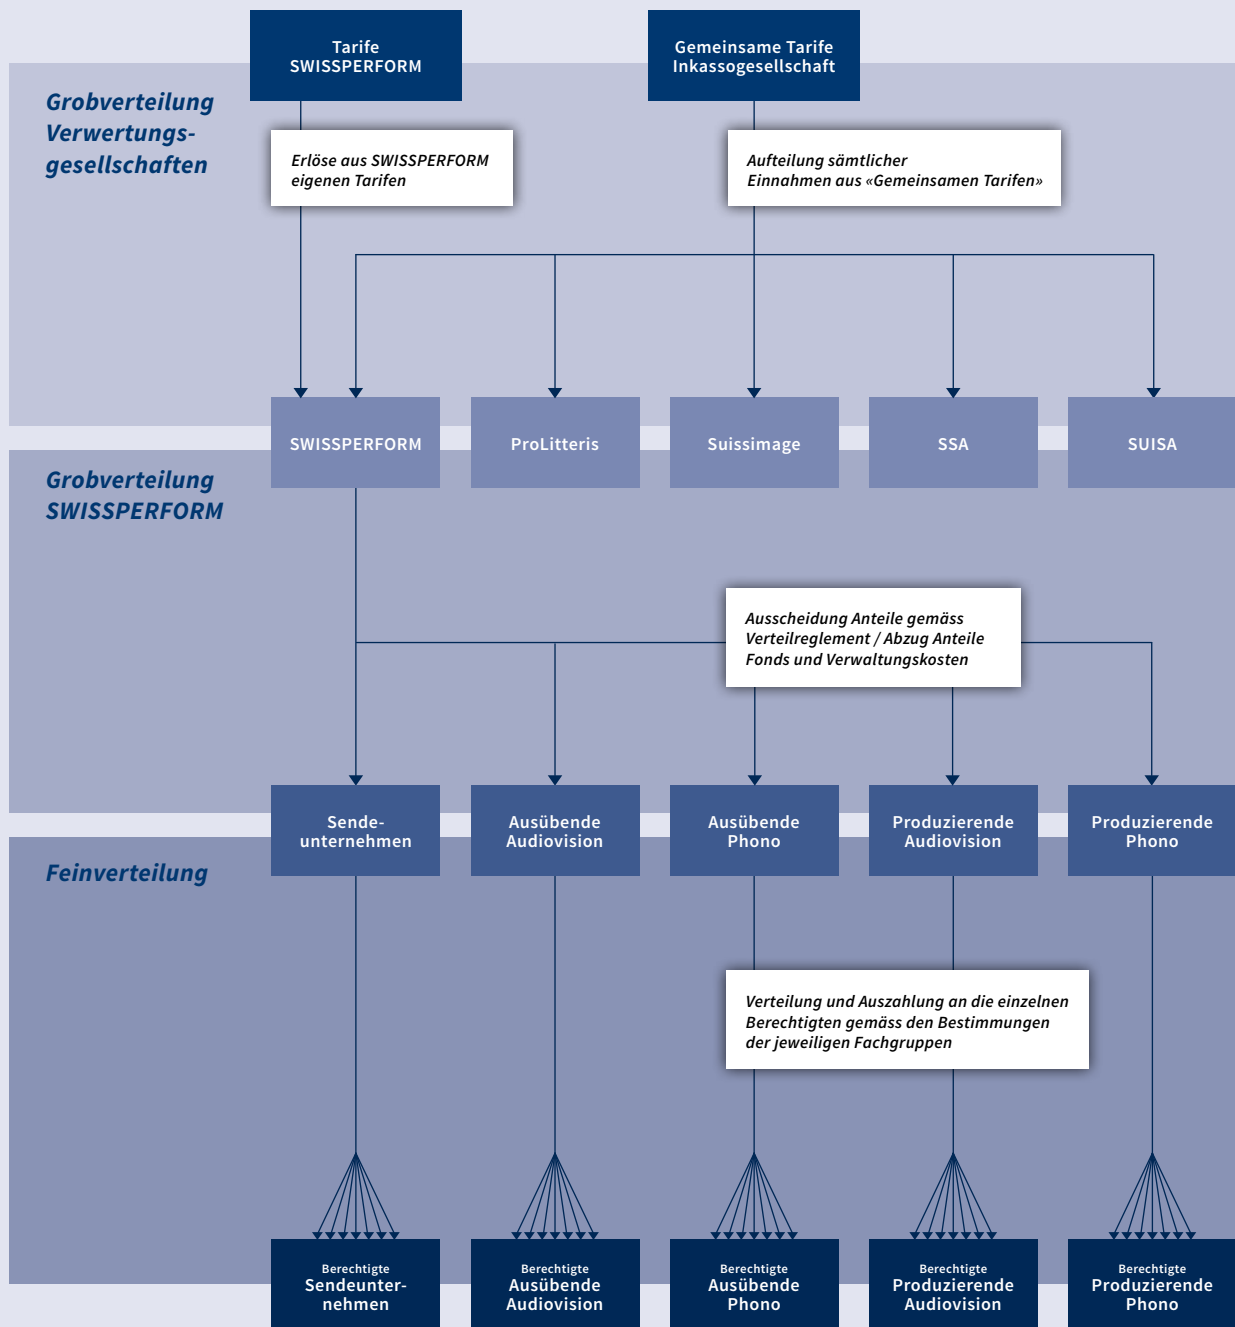 Tarife
SWISSPERFORM
Gemeinsame Tarife
Inkassogesellschaft
Grobverteilung
Verwertungs-
gesellschaften
Erlöse aus SWISSPERFORM
eigenen Tarifen
Aufteilung sämtlicher
Einnahmen aus «Gemeinsamen Tarifen»
SWISSPERFORM
ProLitteris
Suissimage
SSA
SUISA
Grobverteilung
SWISSPERFORM
Ausscheidung Anteile gemäss
Verteilreglement / Abzug Anteile
Fonds und Verwaltungskosten
Sende-
unternehmen
Ausübende
Audiovision
Ausübende
Phono
Produzierende
Audiovision
Produzierende
Phono
Feinverteilung
Verteilung und Auszahlung an die einzelnen
Berechtigten gemäss den Bestimmungen
der jeweiligen Fachgruppen
Berechtigte
Sendeunter-
nehmen
Berechtigte
Ausübende
Audiovision
Berechtigte
Ausübende
Phono
Berechtigte
Produzierende
Audiovision
Berechtigte
Produzierende
Phono